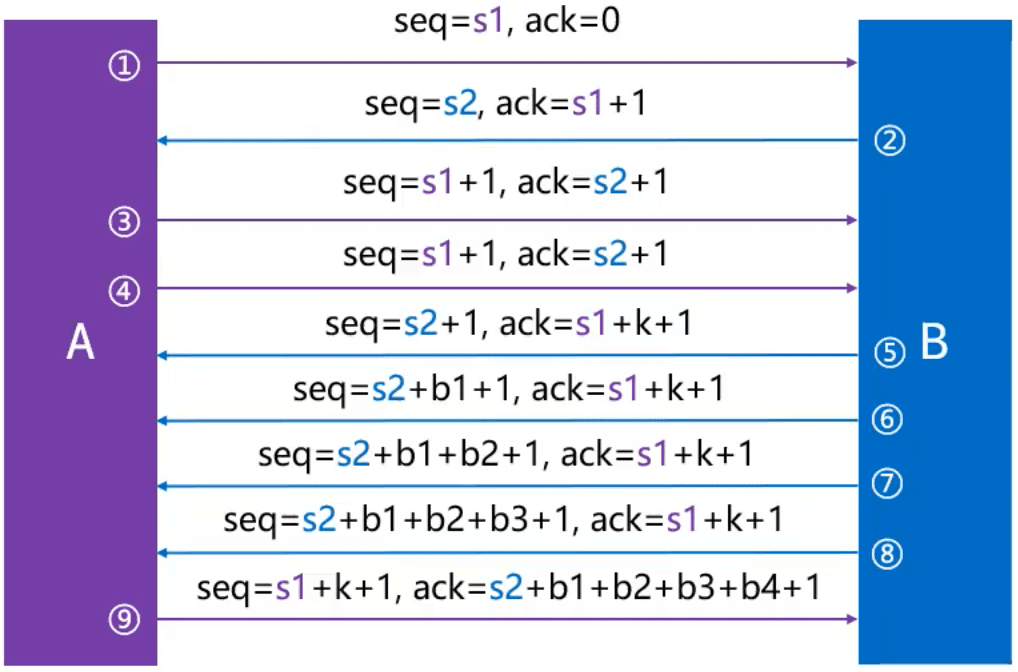 seq=s1, ack=0
①
seq=s2, ack=s1+1
②
seq=s1+1, ack=s2+1
③
seq=s1+1, ack=s2+1
④
seq=s2+1, ack=s1+k+1
A
⑤
B
seq=s2+b1+1, ack=s1+k+1
⑥
seq=s2+b1+b2+1, ack=s1+k+1
⑦
seq=s2+b1+b2+b3+1, ack=s1+k+1
⑧
seq=s1+k+1, ack=s2+b1+b2+b3+b4+1
⑨